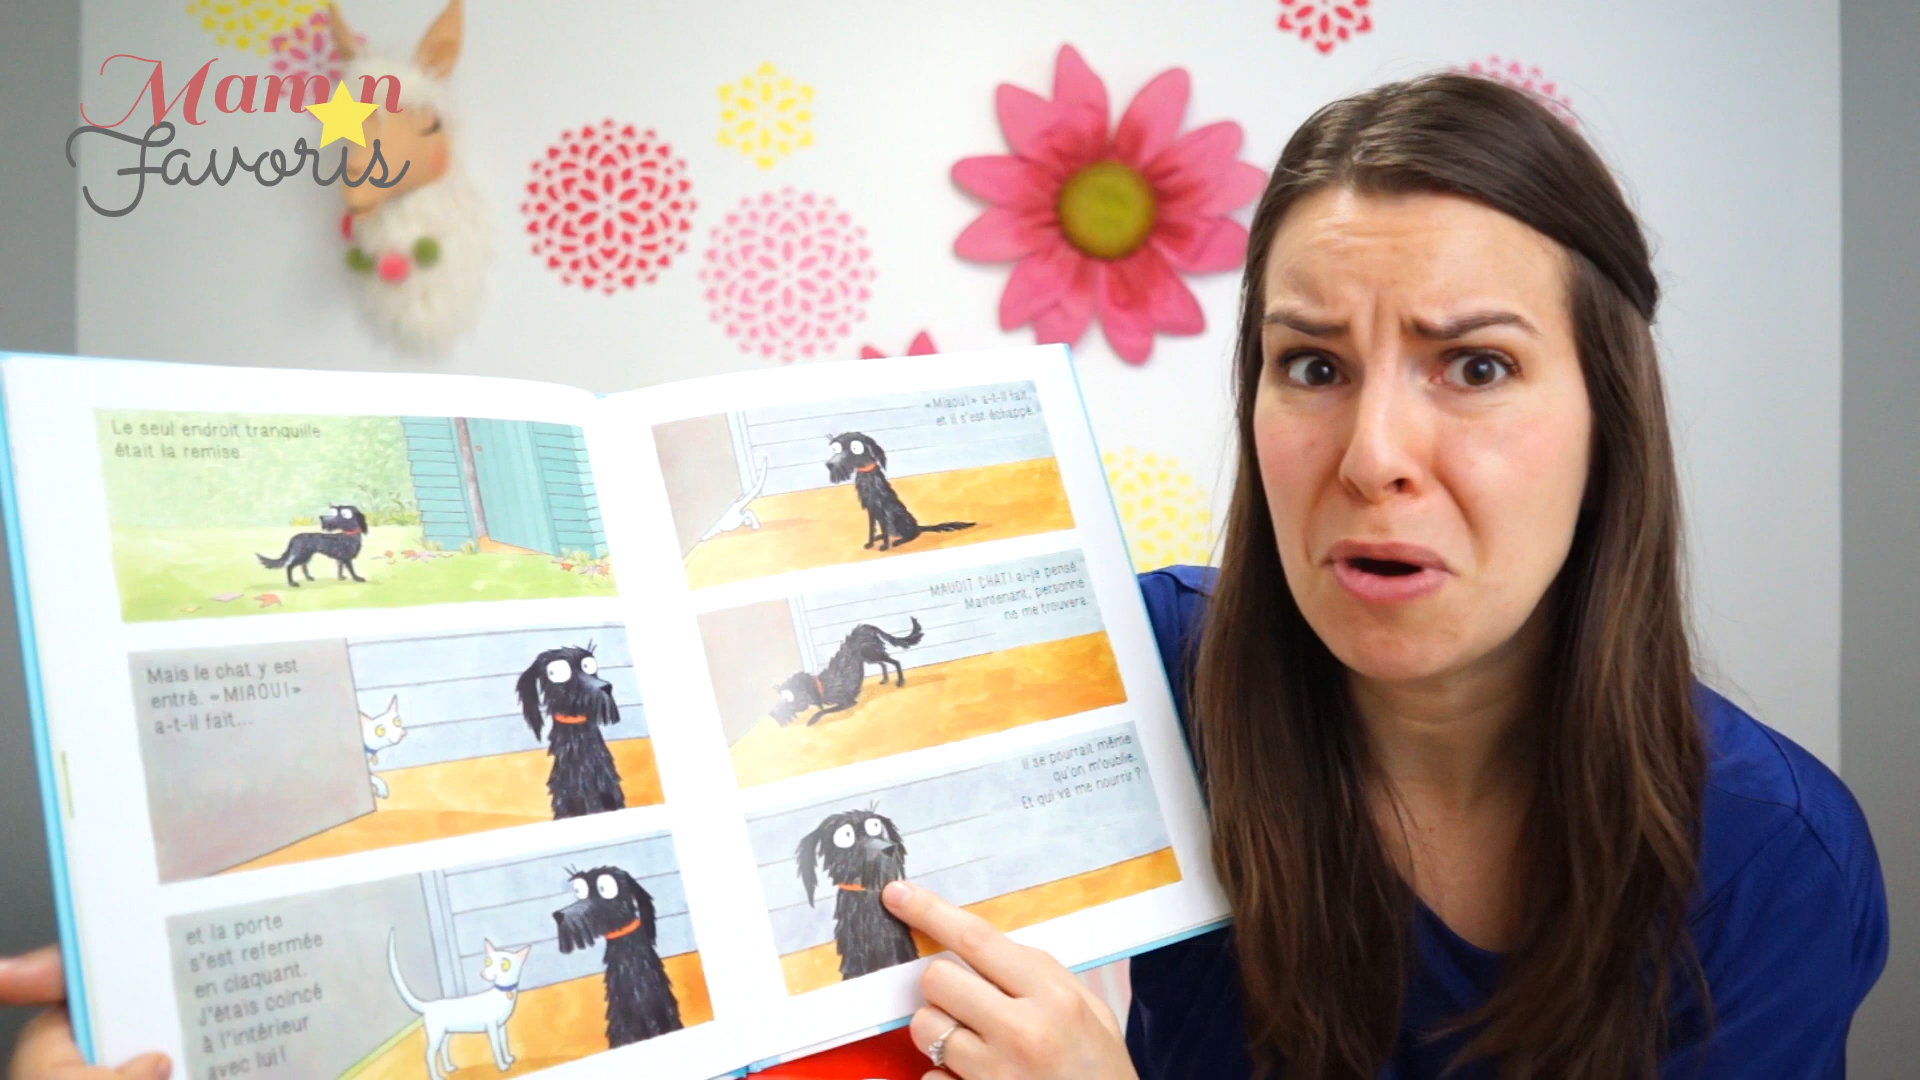 Mam n
Favoris
Le seul endroit tranquille
était la remise.
Mais le chat y est
entré. «MIAOU!»
a-t-il fait...
et la porte
s'est refermée
en claquant.
J'étais coincé
à l'intérieur
avec lui!
«Miaou!» a-t-il fait,
et il s'est échappé.
MAUDIT CHAT! ai-je pensé.
Maintenant, personne
ne me trouvera.
Il se pourrait même
qu'on m'oublie.
Et qui va me nourrir?